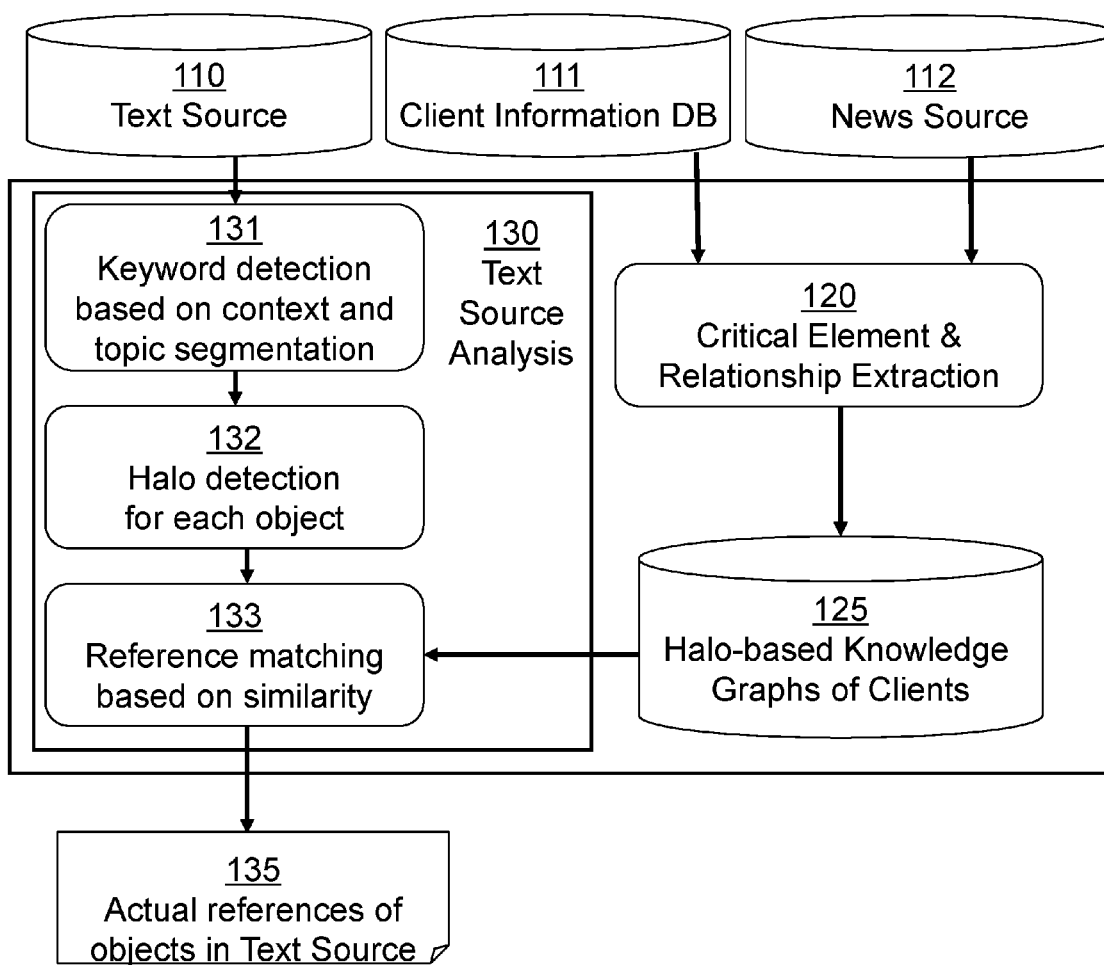 110
Text Source
111
Client Information DB
112
News Source
131
Keyword detection
based on context and
topic segmentation
130
Text
Source
Analysis
120
Critical Element &
Relationship Extraction
132
Halo detection
for each object
133
Reference matching
based on similarity
125
Halo-based Knowledge
Graphs of Clients
135
Actual references of
objects in Text Source